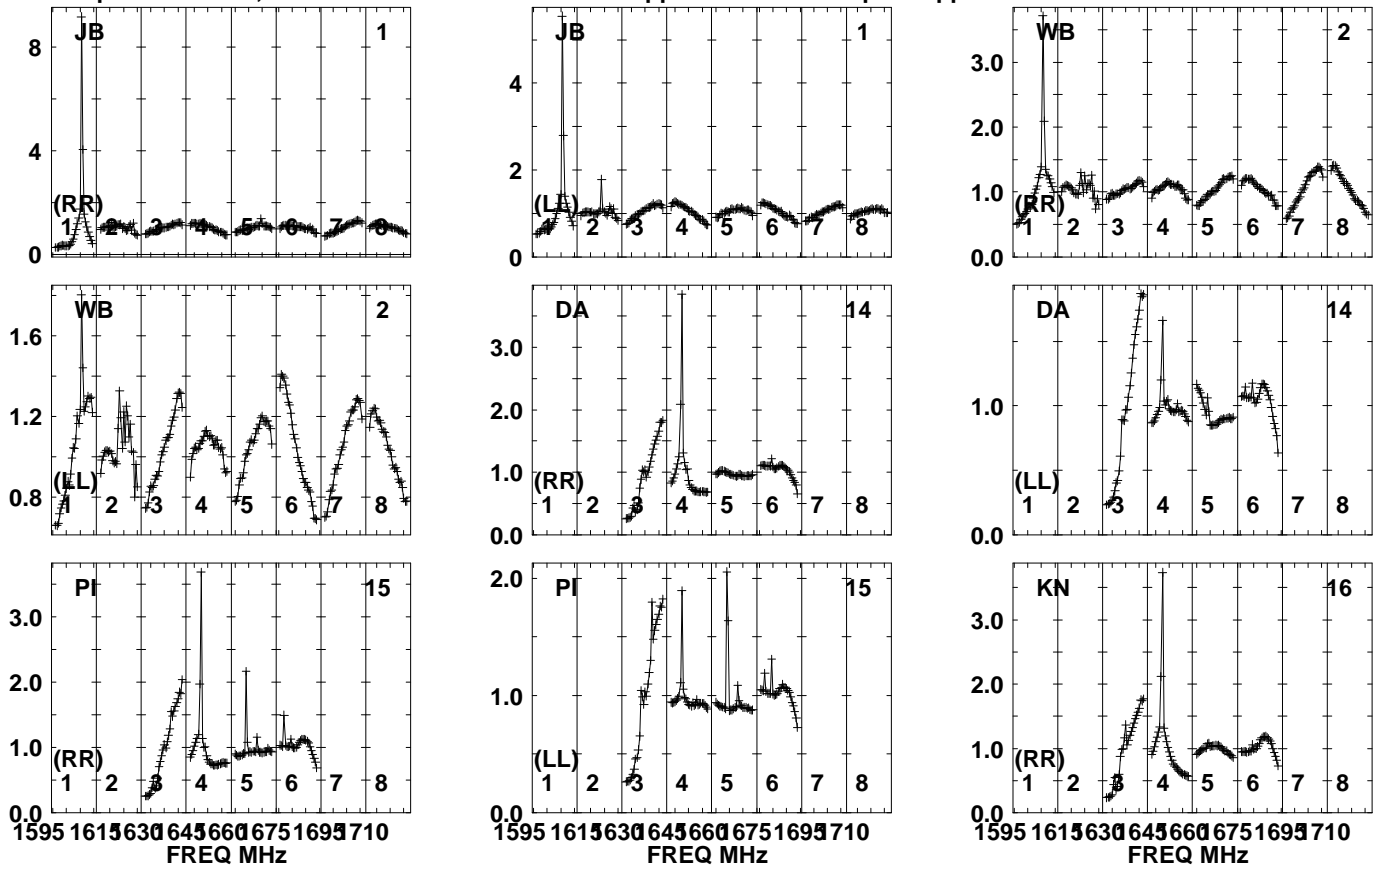 JB 1
8
4
0
(RR)
1 2 3 4 5 6 7 8
JB 1
4
2
0
(LL)
1 2 3 4 5 6 7 8
WB 2
3.0
2.0
1.0
0.0
(RR)
1 2 3 4 5 6 7 8
WB 2
1.6
1.2
0.8
(LL)
1 2 3 4 5 6 7 8
DA 14
3.0
2.0
1.0
0.0
(RR)
1 2 3 4 5 6 7 8
DA 14
1.0
0.0
(LL)
1 2 3 4 5 6 7 8
PI 15
3.0
2.0
1.0
0.0
(RR)
1 2 3 4 5 6 7 8
1595 1615 1630 1645 1660 1675 1695 1710
FREQ MHz
PI 15
2.0
1.0
0.0
(LL)
1 2 3 4 5 6 7 8
1595 1615 1630 1645 1660 1675 1695 1710
FREQ MHz
KN 16
3.0
2.0
1.0
0.0
(RR)
1 2 3 4 5 6 7 8
1595 1615 1630 1645 1660 1675 1695 1710
FREQ MHz